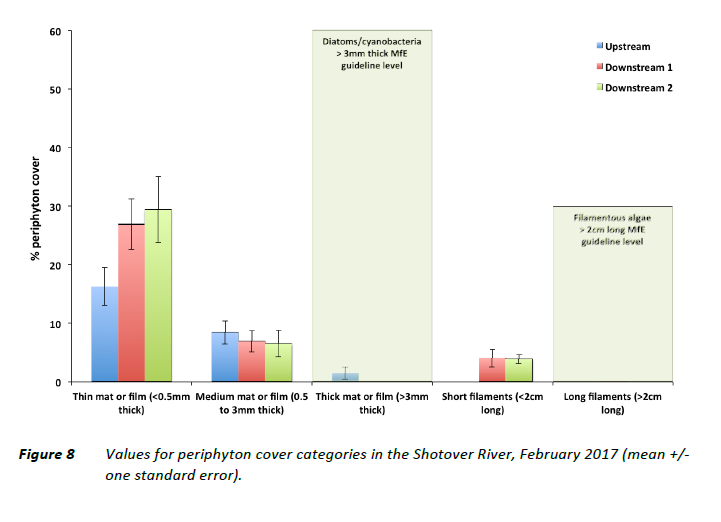 60
50
40
30
20
10
0
% periphyton cover
Diatoms/cyanobacteria
> 3mm thick MfE
guideline level
Upstream
Downstream 1
Downstream 2
Filamentous algae
> 2cm long MfE
guideline level
Thin mat or film (<0.5mm
thick)
Medium mat or film (0.5
to 3mm thick)
Thick mat or film (>3mm
thick)
Short filaments (<2cm
long)
Long filaments (>2cm
long)
Figure 8 Values for periphyton cover categories in the Shotover River, February 2017 (mean +/-
one standard error).